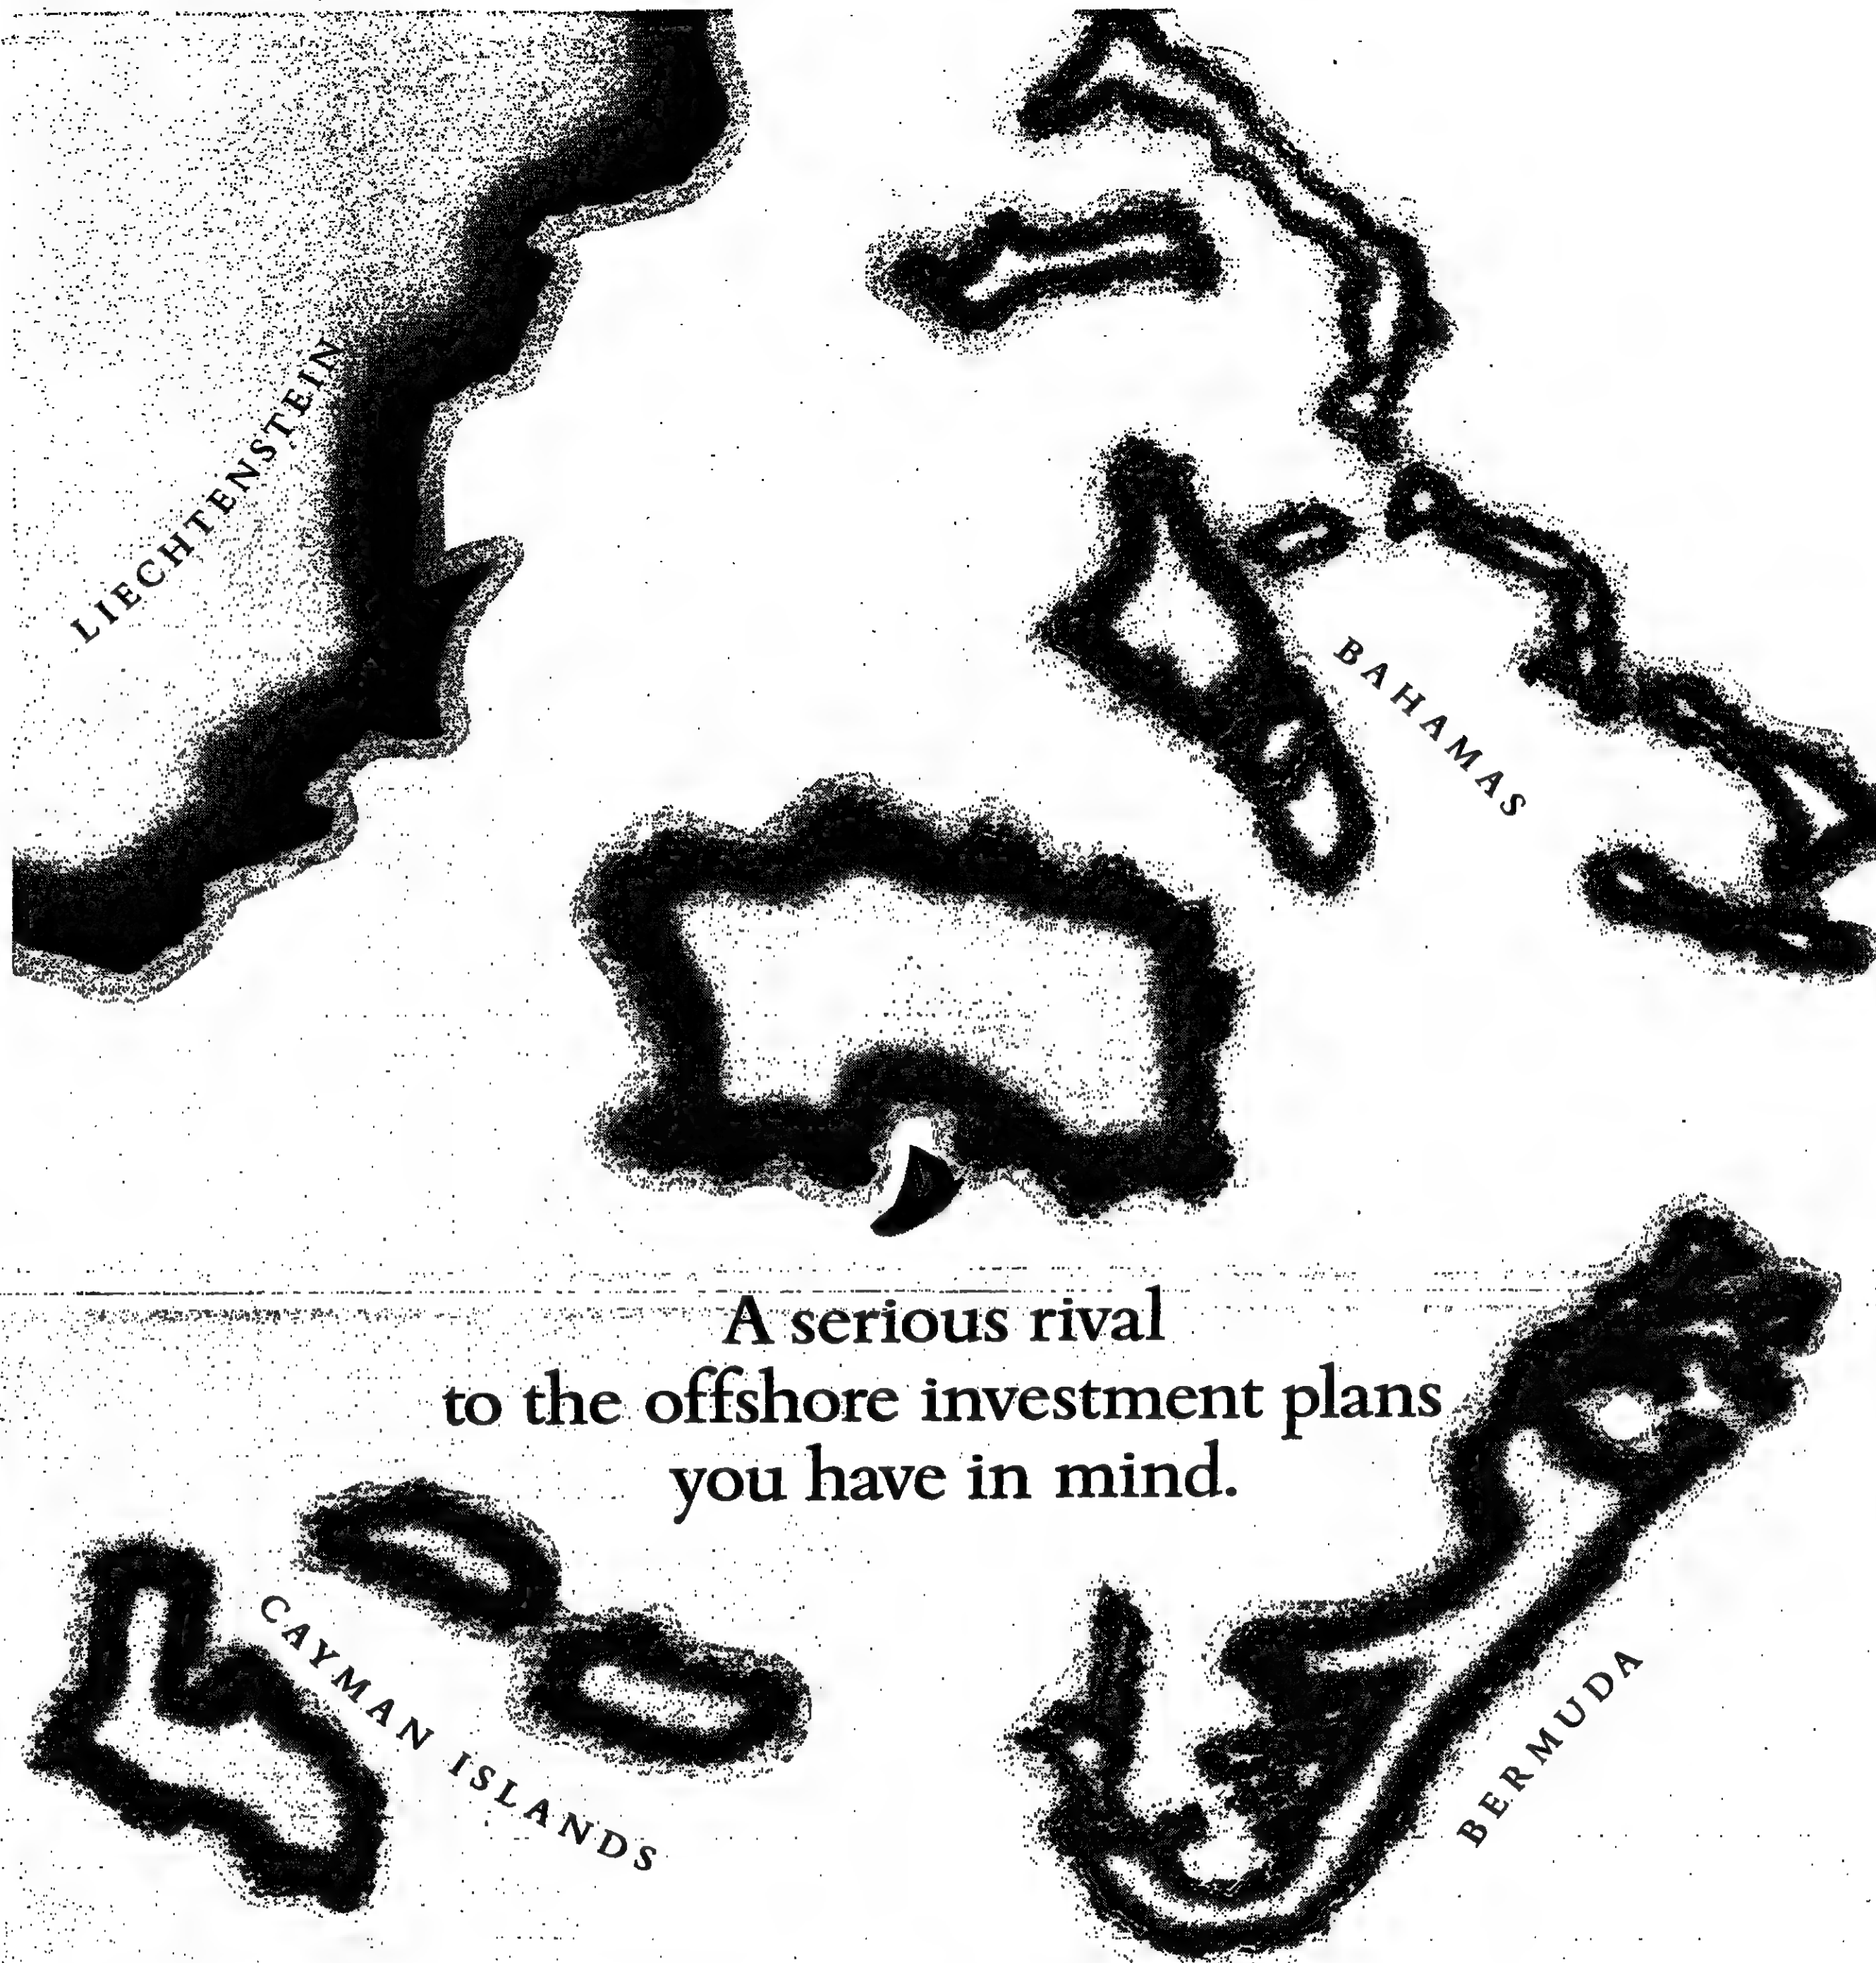 LIECHTENSTEIN
BAHAMAS
A serious rival
to the offshore investment plans
you have in mind.
CAYMAN ISLANDS
BERMUDA